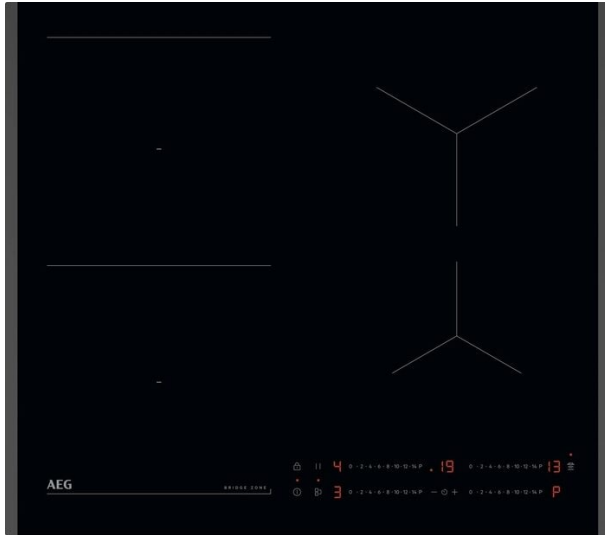 4 0 - 2 - 4 - 6 - 8 - 10 - 12 - 14 P . 19 0 - 2 - 4 - 6 - 8 - 10 - 12 - 14 P 13
AEG BRIDGE ZONE 3 0 - 2 - 4 - 6 - 8 - 10 - 12 - 14 P − + 0 - 2 - 4 - 6 - 8 - 10 - 12 - 14 P P